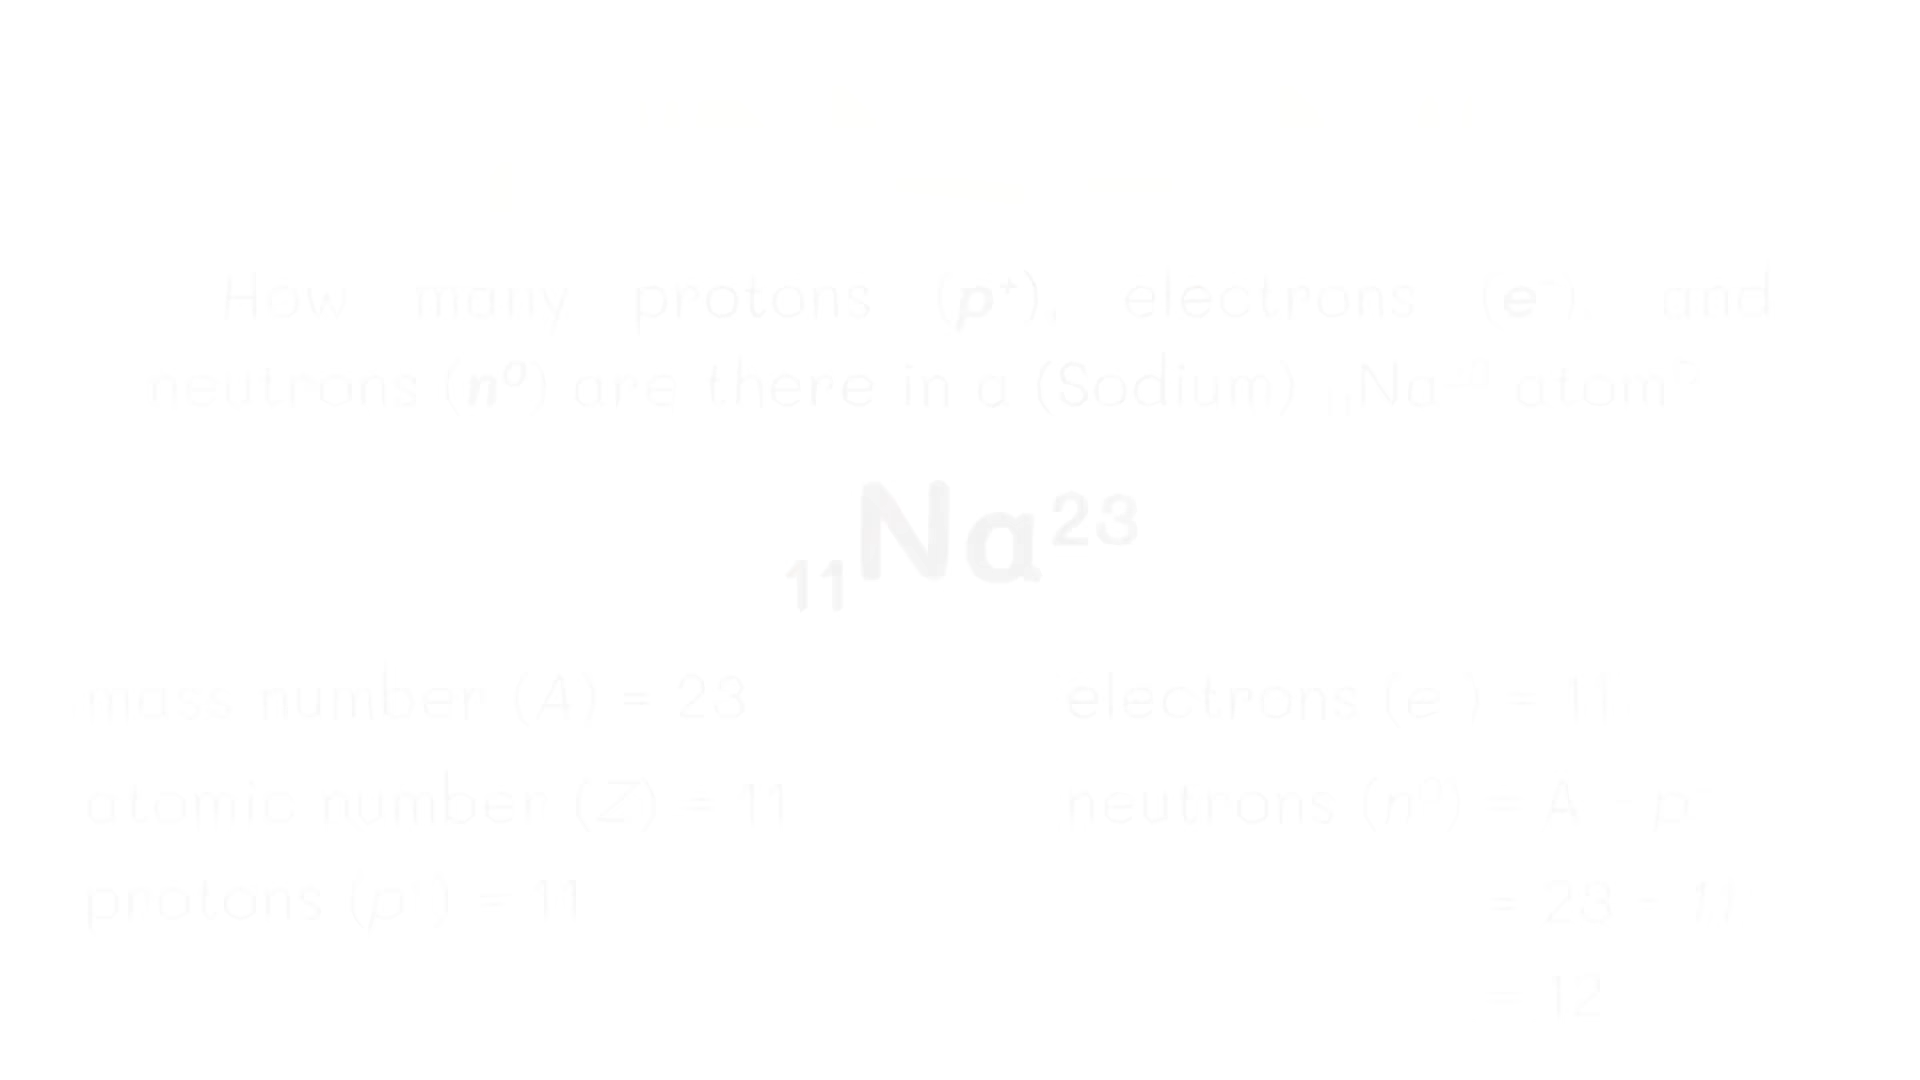 How many protons (p⁺), electrons (e⁻), and
neutrons (n⁰) are there in a (Sodium) ₁₁Na²³ atom?
₁₁Na²³
mass number (A) = 23
atomic number (Z) = 11
protons (p⁺) = 11
electrons (e⁻) = 11
neutrons (n⁰) = A - p⁺
= 23 - 11
= 12